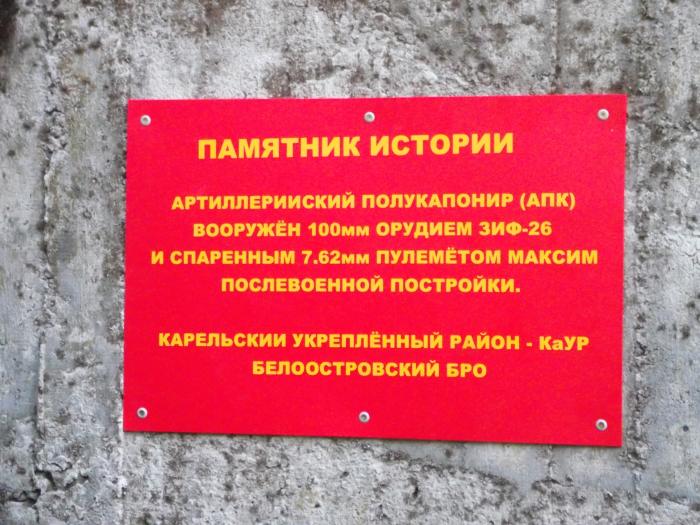 ПАМЯТНИК ИСТОРИИ
АРТИЛЛЕРИИСКИЙ ПОЛУКАПОНИР (АПК)
ВООРУЖЁН 100мм ОРУДИЕМ ЗИФ-26
И СПАРЕННЫМ 7.62мм ПУЛЕМЁТОМ МАКСИМ
ПОСЛЕВОЕННОЙ ПОСТРОЙКИ.
КАРЕЛЬСКИИ УКРЕПЛЁННЫЙ РАЙОН - КаУР
БЕЛООСТРОВСКИЙ БРО